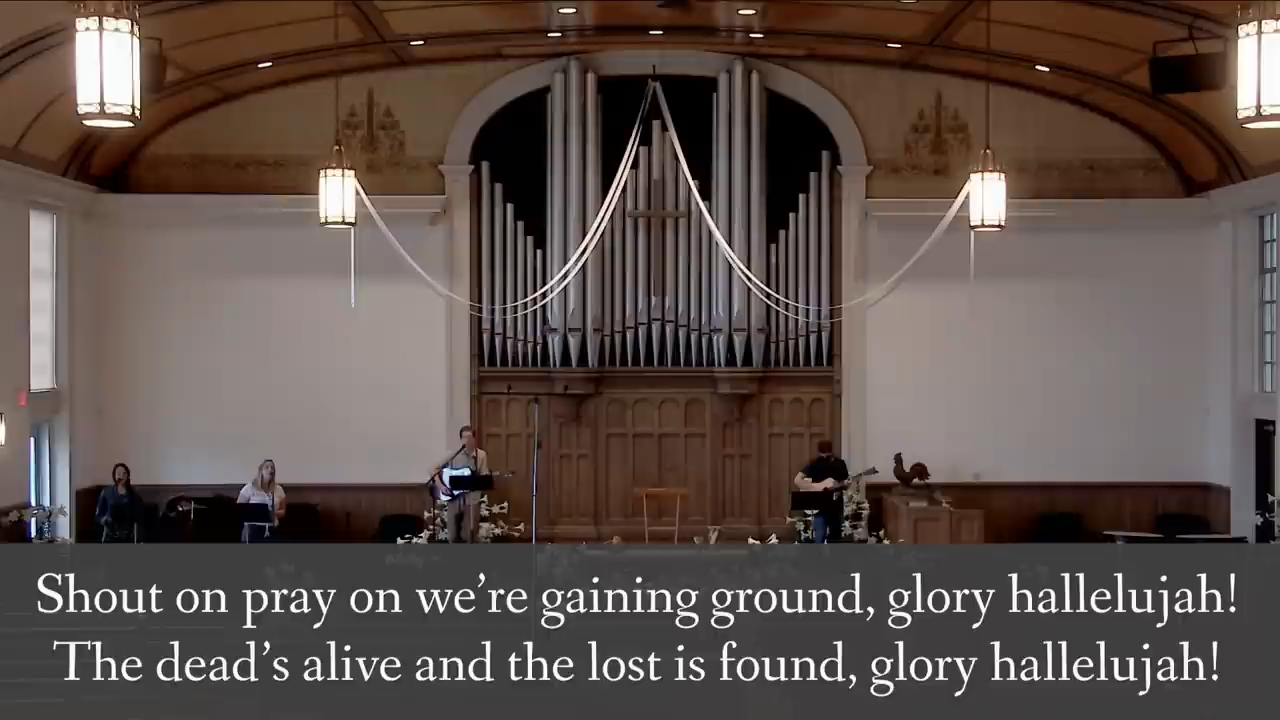 Shout on pray on we’re gaining ground, glory hallelujah!
The dead’s alive and the lost is found, glory hallelujah!